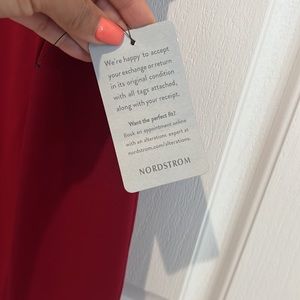 We're happy to accept
your exchange or return
in its original condition
with all tags attached,
along with your receipt.
Want the perfect fit?
Book an appointment online
with an alterations expert at
nordstrom.com/alterations.
NORDSTROM